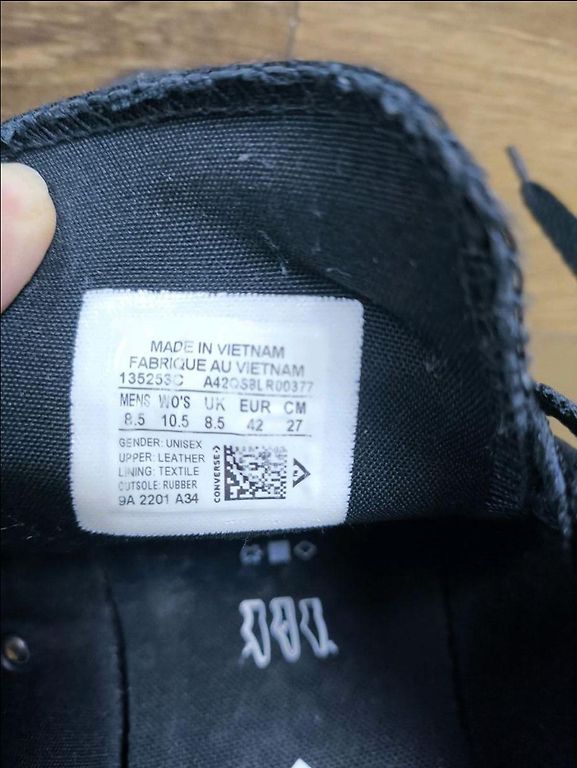 MADE IN VIETNAM
FABRIQUE AU VIETNAM
135253C A42QS8LR00377
MENS WO'S UK EUR CM
8.5 10.5 8.5 42 27
GENDER: UNISEX
UPPER: LEATHER
LINING: TEXTILE
OUTSOLE: RUBBER
9A 2201 A34
CONVERSE